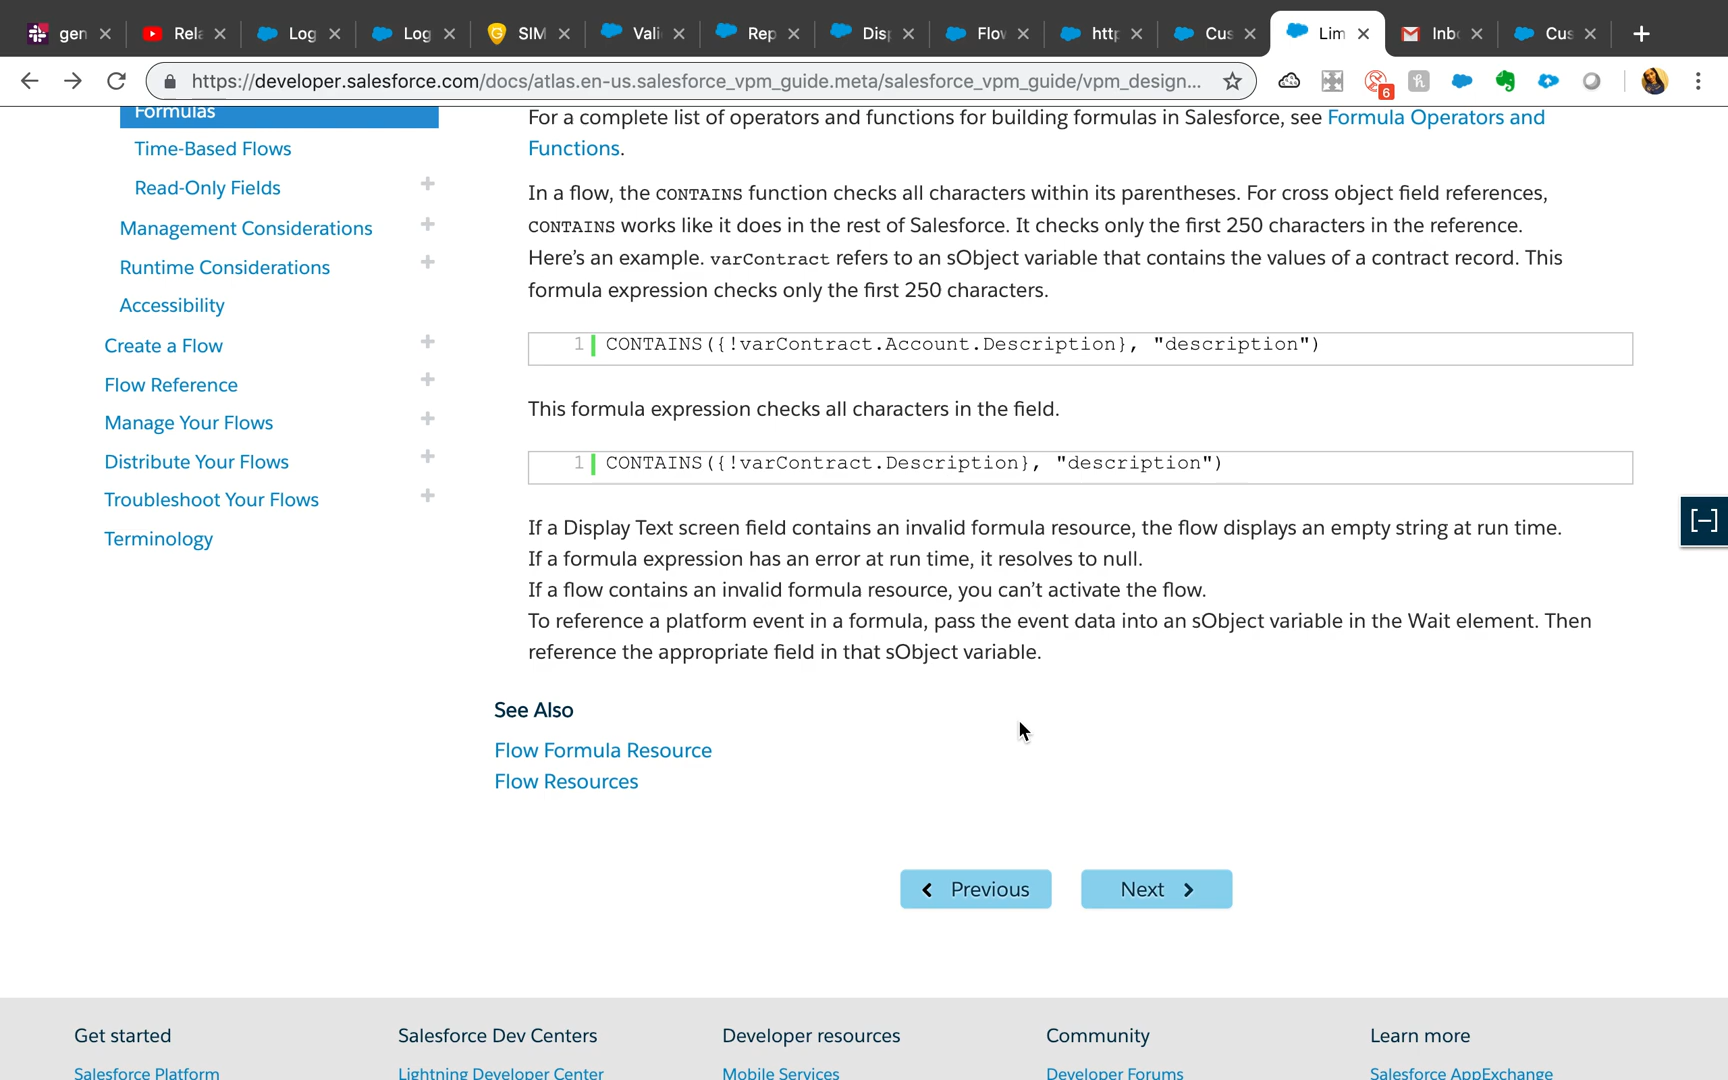 gen
Rela
Log
Log
SIM
Vali
Rep
Disp
Flow
http
Cus
Lim
Inbo
Cus
https://developer.salesforce.com/docs/atlas.en-us.salesforce_vpm_guide.meta/salesforce_vpm_guide/vpm_design...
6
Formulas
Time-Based Flows
Read-Only Fields
Management Considerations
Runtime Considerations
Accessibility
Create a Flow
Flow Reference
Manage Your Flows
Distribute Your Flows
Troubleshoot Your Flows
Terminology
For a complete list of operators and functions for building formulas in Salesforce, see Formula Operators and
Functions.
In a flow, the CONTAINS function checks all characters within its parentheses. For cross object field references,
CONTAINS works like it does in the rest of Salesforce. It checks only the first 250 characters in the reference.
Here's an example. varContract refers to an sObject variable that contains the values of a contract record. This
formula expression checks only the first 250 characters.
1 CONTAINS({!varContract.Account.Description}, "description")
This formula expression checks all characters in the field.
1 CONTAINS({!varContract.Description}, "description")
If a Display Text screen field contains an invalid formula resource, the flow displays an empty string at run time.
If a formula expression has an error at run time, it resolves to null.
If a flow contains an invalid formula resource, you can't activate the flow.
To reference a platform event in a formula, pass the event data into an sObject variable in the Wait element. Then
reference the appropriate field in that sObject variable.
See Also
Flow Formula Resource
Flow Resources
Previous
Next
[–]
Get started
Salesforce Dev Centers
Developer resources
Community
Learn more
Salesforce Platform
Lightning Developer Center
Mobile Services
Developer Forums
Salesforce AppExchange